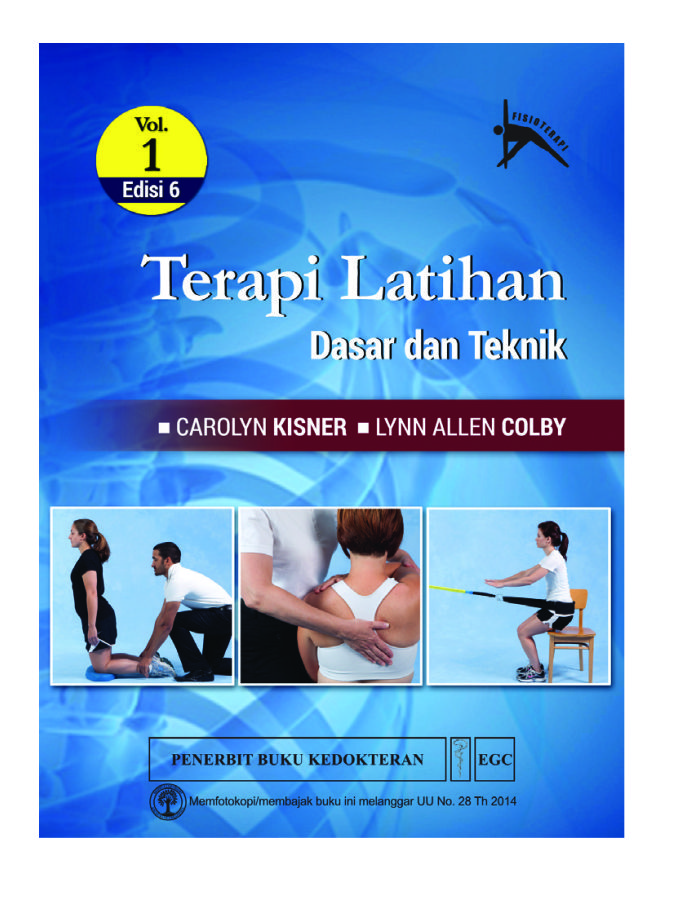 Vol.
1
Edisi 6
FISIOTERAPI
Terapi Latihan
Dasar dan Teknik
▪ CAROLYN KISNER ▪ LYNN ALLEN COLBY
PENERBIT BUKU KEDOKTERAN EGC
Memfotokopi/membajak buku ini melanggar UU No. 28 Th 2014